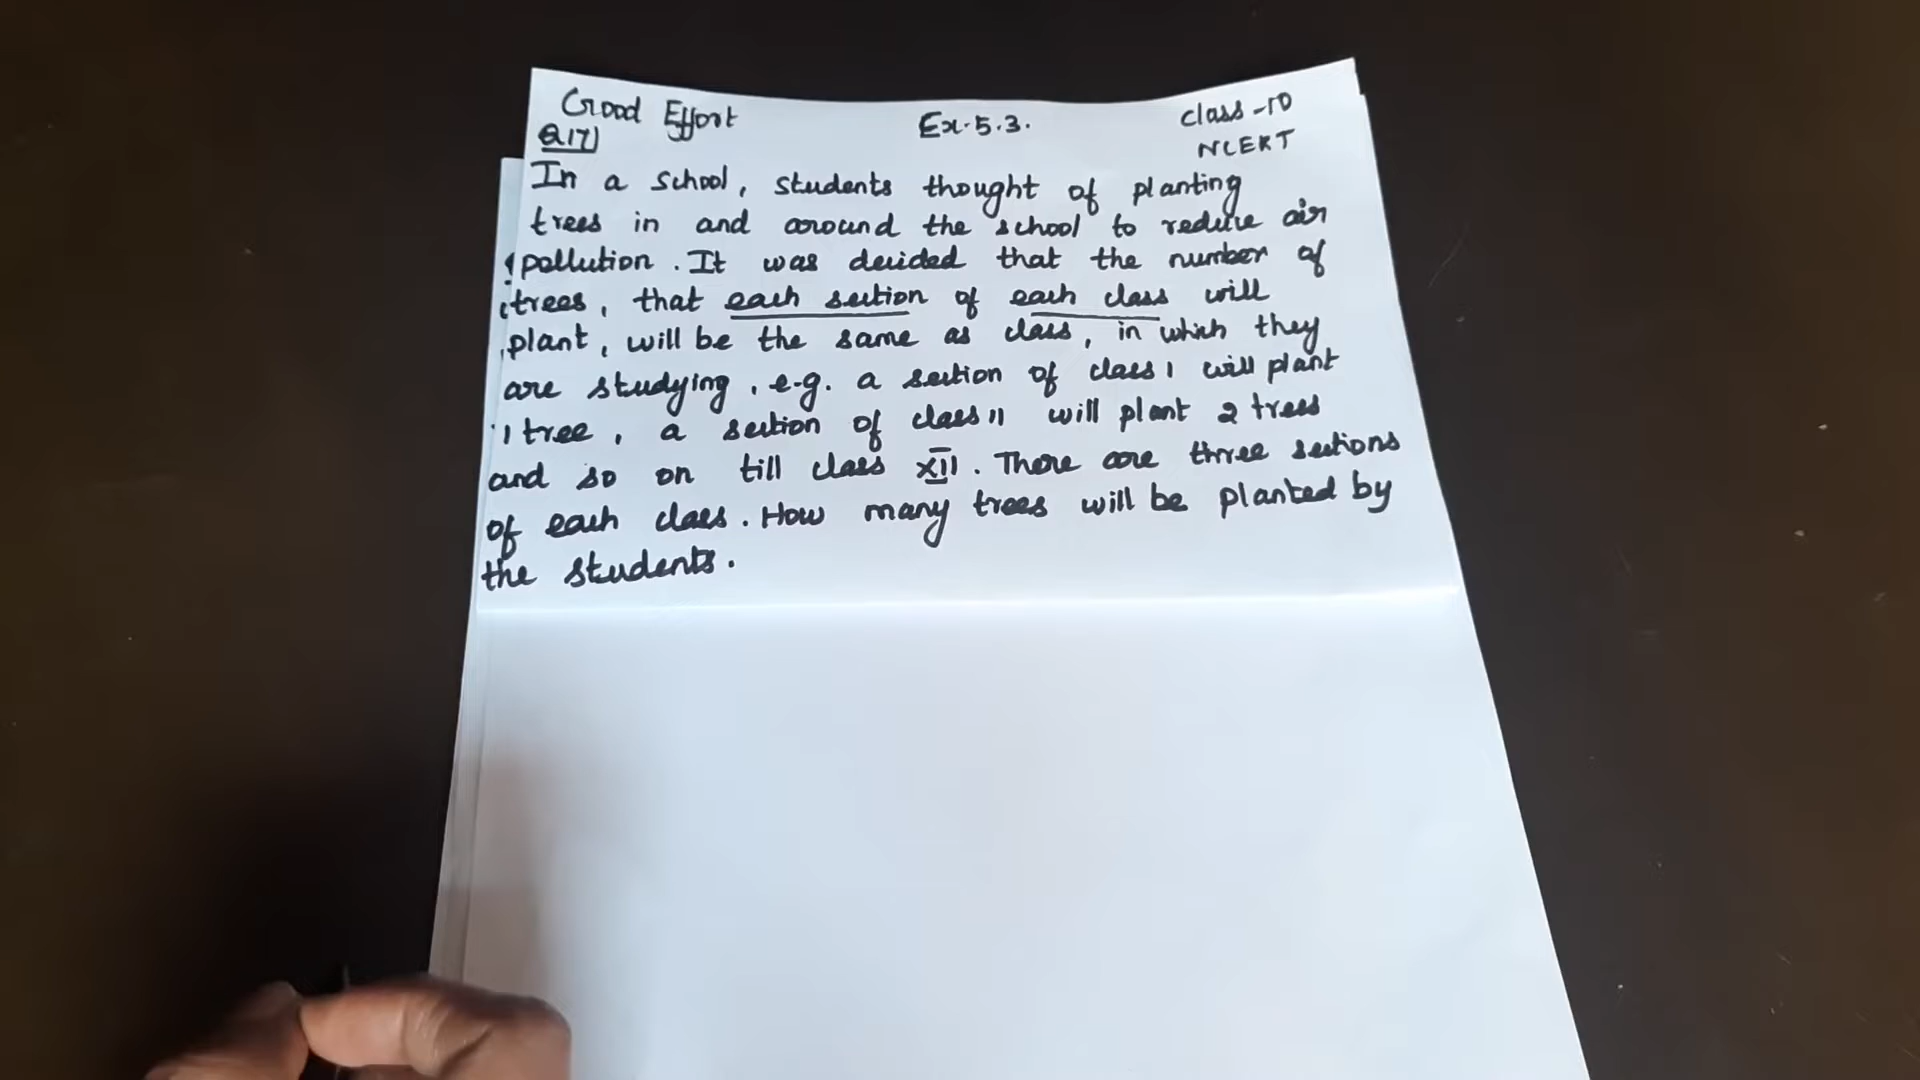 Good Effort Ex. 5.3. Class -10
Q17) NCERT
In a school, students thought of planting
trees in and around the school to reduce air
pollution. It was decided that the number of
trees, that each section of each class will
plant, will be the same as class, in which they
are studying, e-g. a section of class I will plant
1 tree, a section of class II will plant 2 trees
and so on till class XII. There are three sections
of each class. How many trees will be planted by
the students.